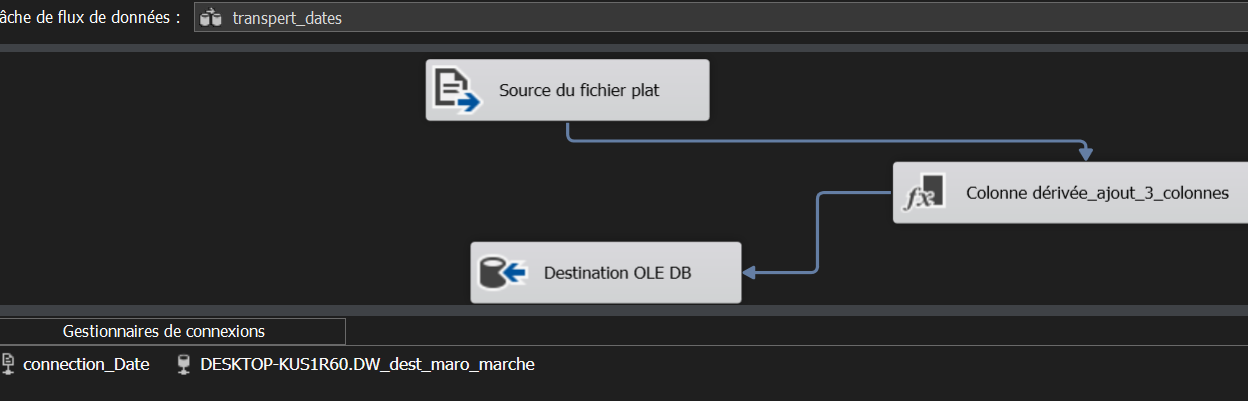 âche de flux de données :
transpert_dates
Source du fichier plat
fx
Colonne dérivée_ajout_3_colonnes
Destination OLE DB
Gestionnaires de connexions
connection_Date
DESKTOP-KUS1R60.DW_dest_maro_marche